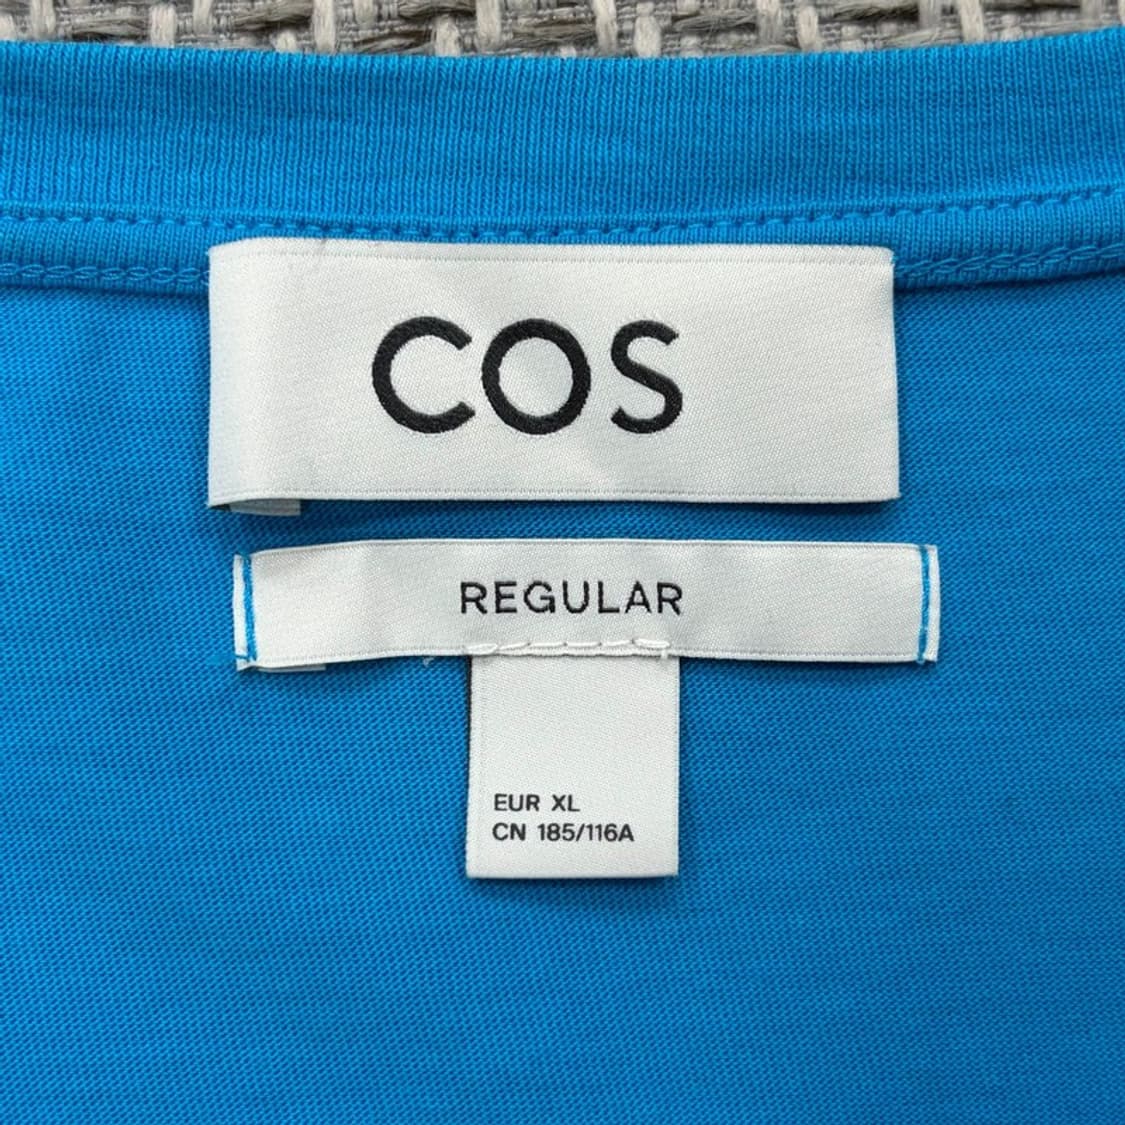 COS
REGULAR
EUR XL
CN 185/116A